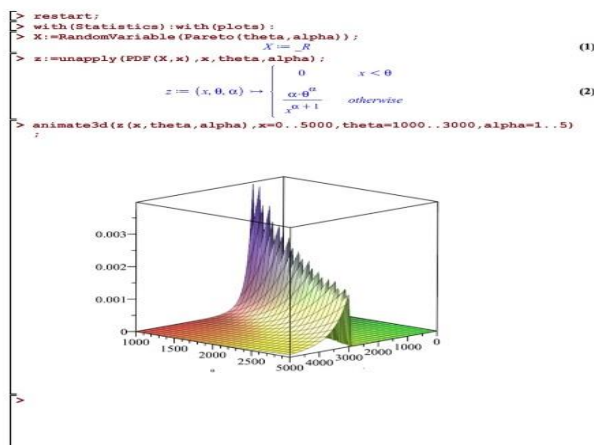 > restart;
> with(Statistics):with(plots):
> X:=RandomVariable(Pareto(theta,alpha));
X := _R (1)
> z:=unapply(PDF(X,x),x,theta,alpha);
z := (x, θ, α) ↦ { 0 x < θ
α·θ^α / x^(α + 1) otherwise (2)
> animate3d(z(x,theta,alpha),x=0..5000,theta=1000..3000,alpha=1..5)
;
0.003
0.002
0.001
0
1000 1500 2000 2500 5000 4000 3000 2000 1000 0
>